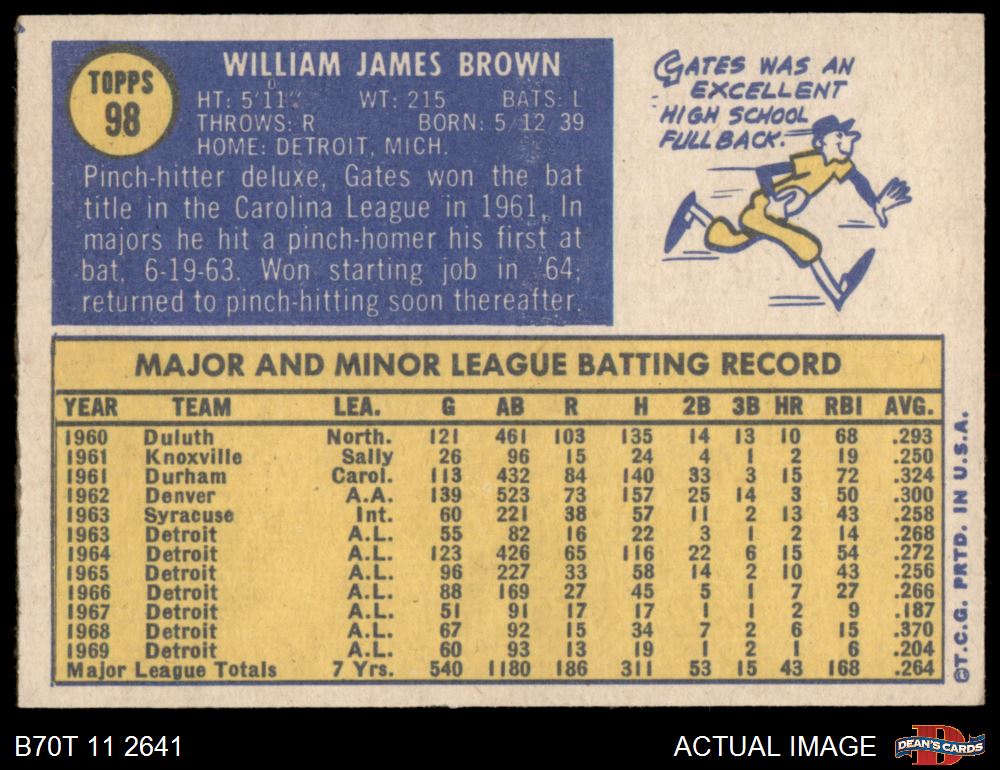 TOPPS
98
WILLIAM JAMES BROWN
HT: 5'11" WT: 215 BATS: L
THROWS: R BORN: 5 12 39
HOME: DETROIT, MICH.
Pinch-hitter deluxe, Gates won the bat
title in the Carolina League in 1961. In
majors he hit a pinch-homer his first at
bat, 6-19-63. Won starting job in '64;
returned to pinch-hitting soon thereafter.
GATES WAS AN
EXCELLENT
HIGH SCHOOL
FULLBACK.
MAJOR AND MINOR LEAGUE BATTING RECORD
YEAR TEAM LEA. G AB R H 2B 3B HR RBI AVG.
1960 Duluth North. 121 461 103 135 14 13 10 68 .293
1961 Knoxville Sally 26 96 15 24 4 1 2 19 .250
1961 Durham Carol. 113 432 84 140 33 3 15 72 .324
1962 Denver A.A. 139 523 73 157 25 14 3 50 .300
1963 Syracuse Int. 60 221 38 57 11 2 13 43 .258
1963 Detroit A.L. 55 82 16 22 3 1 2 14 .268
1964 Detroit A.L. 123 426 65 116 22 6 15 54 .272
1965 Detroit A.L. 96 227 33 58 14 2 10 43 .256
1966 Detroit A.L. 88 169 27 45 5 1 7 27 .266
1967 Detroit A.L. 51 91 17 17 1 1 2 9 .187
1968 Detroit A.L. 67 92 15 34 7 2 6 15 .370
1969 Detroit A.L. 60 93 13 19 1 2 1 6 .204
Major League Totals 7 Yrs. 540 1180 186 311 53 15 43 168 .264
©T.C.G. PRTD. IN U.S.A.
B70T 11 2641
ACTUAL IMAGE
D
DEAN'S CARDS